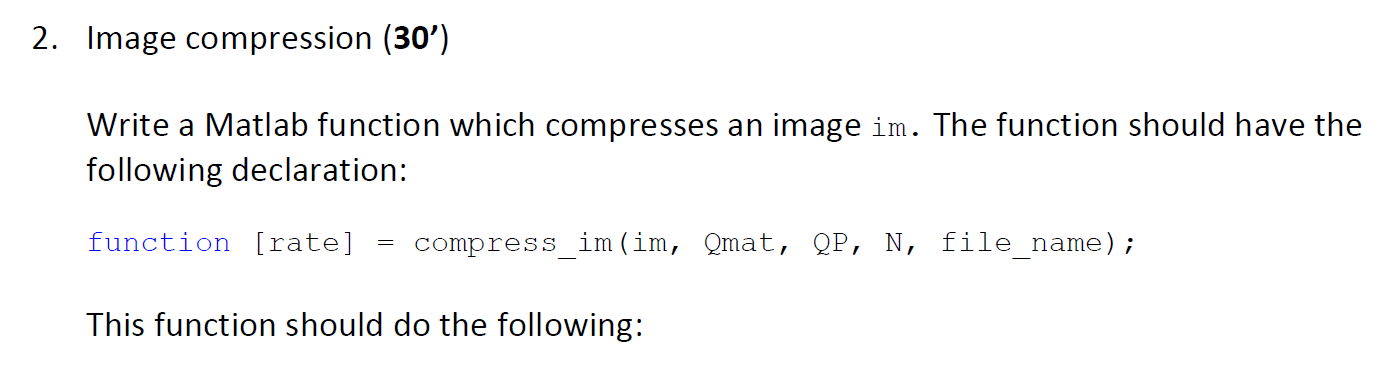 2. Image compression (30’)
Write a Matlab function which compresses an image im. The function should have the
following declaration:
function [rate] = compress_im(im, Qmat, QP, N, file_name);
This function should do the following: